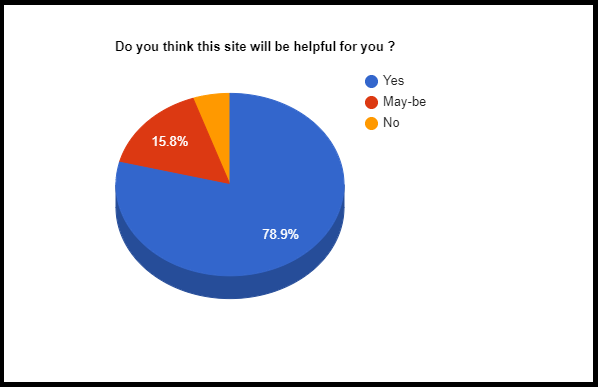 Do you think this site will be helpful for you ?
Yes
May-be
No
15.8%
78.9%